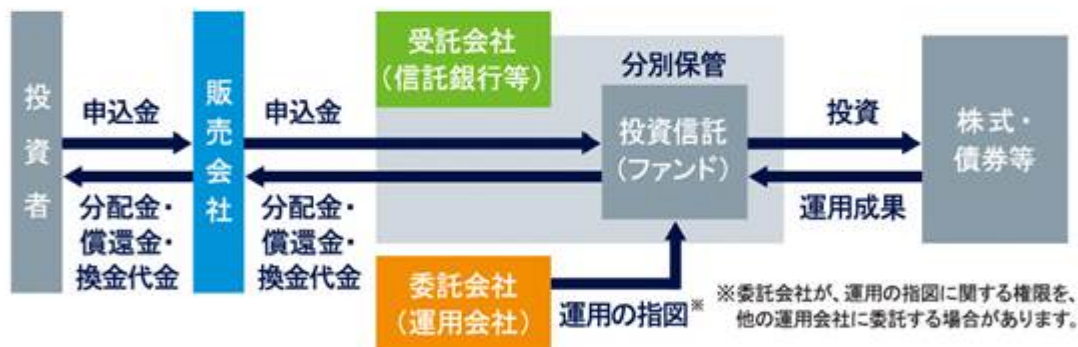 投資者
申込金
分配金・
償還金・
換金代金
販売会社
申込金
分配金・
償還金・
換金代金
受託会社
（信託銀行等）
分別保管
投資信託
（ファンド）
委託会社
（運用会社）
運用の指図※
投資
運用成果
株式・
債券等
※委託会社が、運用の指図に関する権限を、
他の運用会社に委託する場合があります。